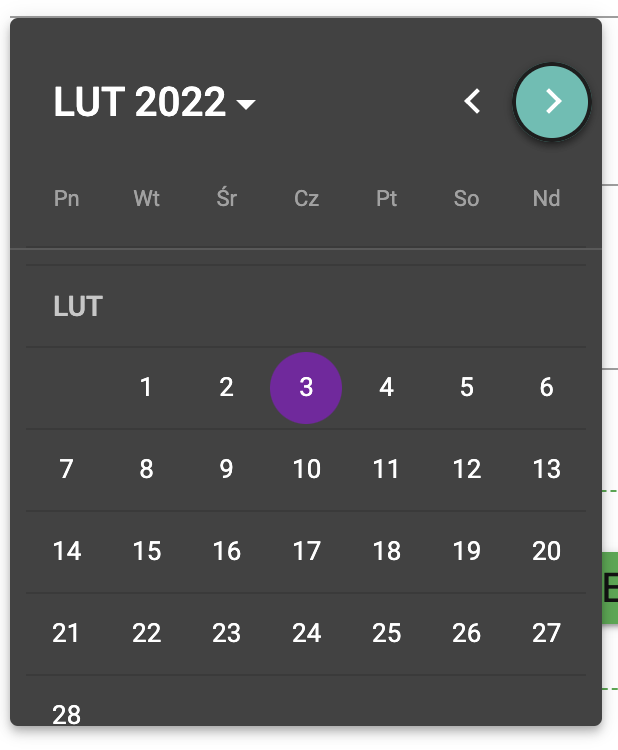 LUT 2022
Pn Wt Śr Cz Pt So Nd
LUT
1 2 3 4 5 6
7 8 9 10 11 12 13
14 15 16 17 18 19 20
E
21 22 23 24 25 26 27
28